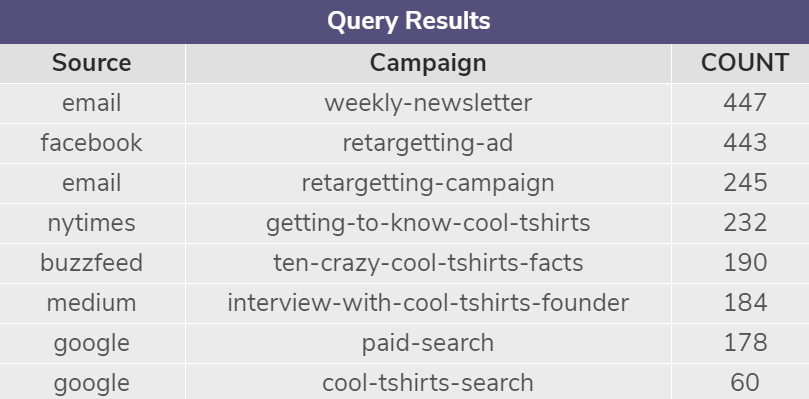 Query Results
Source Campaign COUNT
email weekly-newsletter 447
facebook retargetting-ad 443
email retargetting-campaign 245
nytimes getting-to-know-cool-tshirts 232
buzzfeed ten-crazy-cool-tshirts-facts 190
medium interview-with-cool-tshirts-founder 184
google paid-search 178
google cool-tshirts-search 60